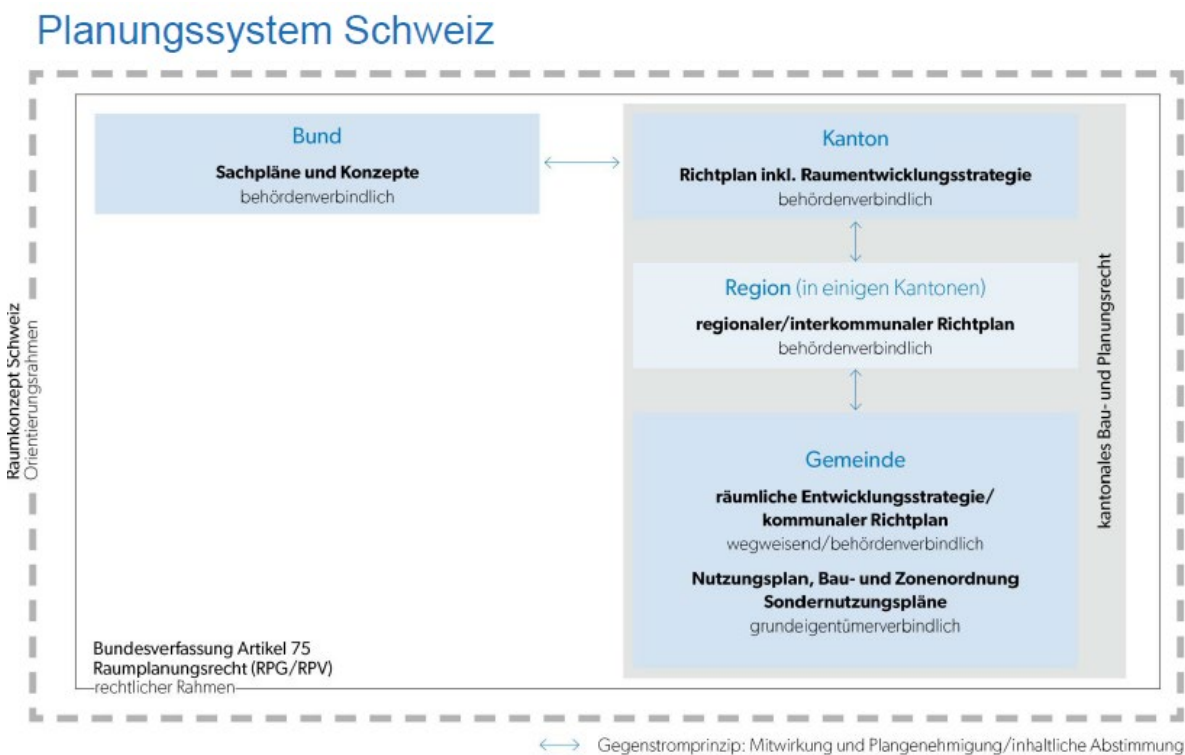 Planungssystem Schweiz
Bund
Sachpläne und Konzepte
behördenverbindlich
Kanton
Richtplan inkl. Raumentwicklungsstrategie
behördenverbindlich
Region (in einigen Kantonen)
regionaler/interkommunaler Richtplan
behördenverbindlich
Gemeinde
räumliche Entwicklungsstrategie/
kommunaler Richtplan
wegweisend/behördenverbindlich
Nutzungsplan, Bau- und Zonenordnung
Sondernutzungspläne
grundeigentümerverbindlich
kantonales Bau- und Planungsrecht
Raumkonzept Schweiz
Orientierungsrahmen
Bundesverfassung Artikel 75
Raumplanungsrecht (RPG/RPV)
rechtlicher Rahmen
Gegenstromprinzip: Mitwirkung und Plangenehmigung/inhaltliche Abstimmung